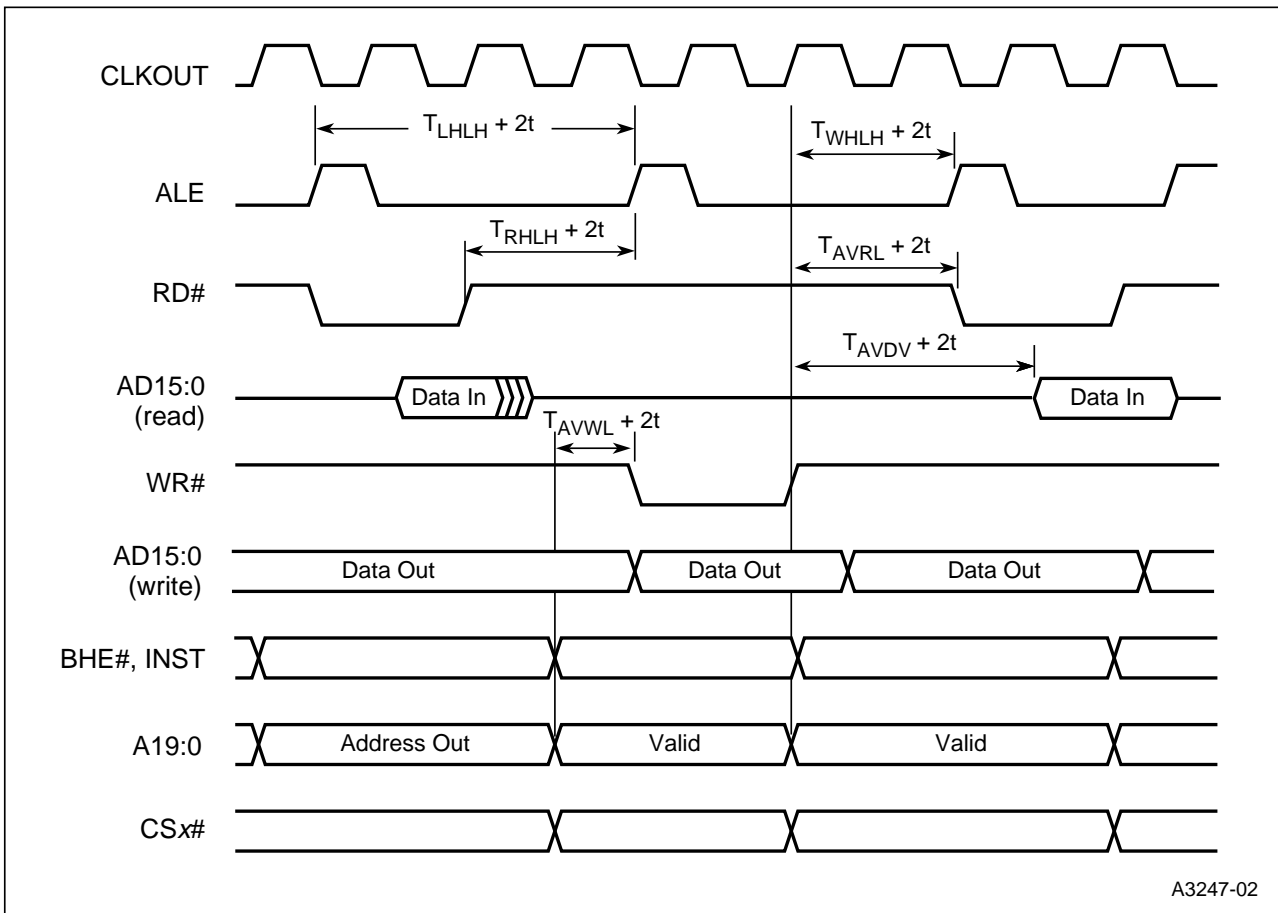 CLKOUT
T_LHLH + 2t
T_WHLH + 2t
ALE
T_RHLH + 2t
T_AVRL + 2t
RD#
T_AVDV + 2t
AD15:0
(read)
Data In
Data In
T_AVWL + 2t
WR#
AD15:0
(write)
Data Out
Data Out
Data Out
BHE#, INST
A19:0
Address Out
Valid
Valid
CSx#
A3247-02